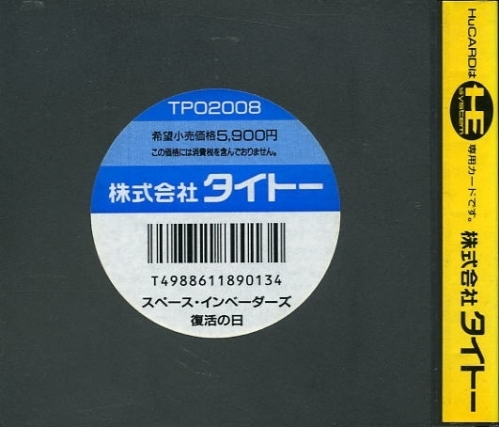 TP02008
希望小売価格5,900円
この価格には消費税を含んでおりません。
株式会社タイトー
T4988611890134
スペース・インベーダーズ
復活の日
HuCARDは
HE
system
専用カードです。
株式会社タイトー